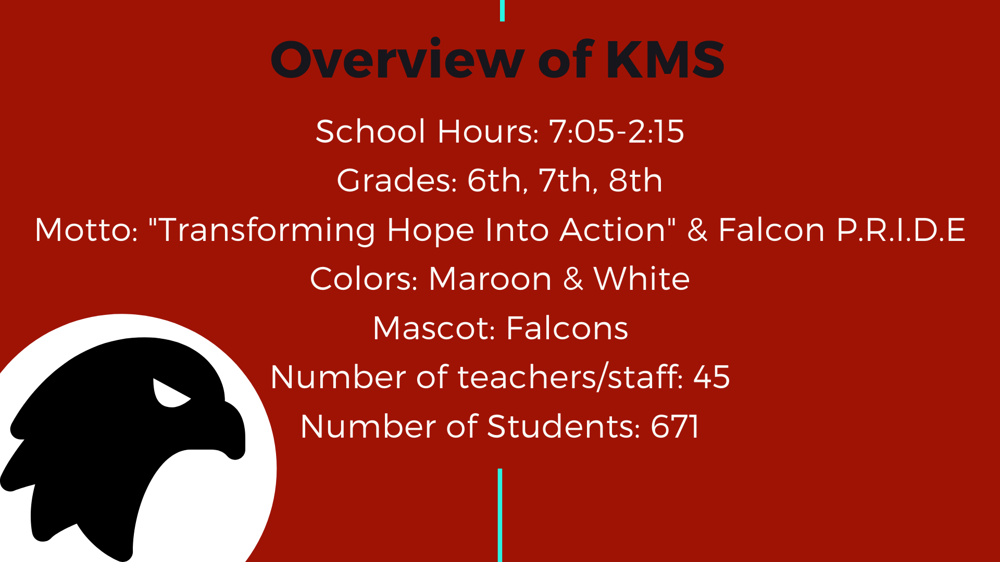 Overview of KMS
School Hours: 7:05-2:15
Grades: 6th, 7th, 8th
Motto: "Transforming Hope Into Action" & Falcon P.R.I.D.E
Colors: Maroon & White
Mascot: Falcons
Number of teachers/staff: 45
Number of Students: 671